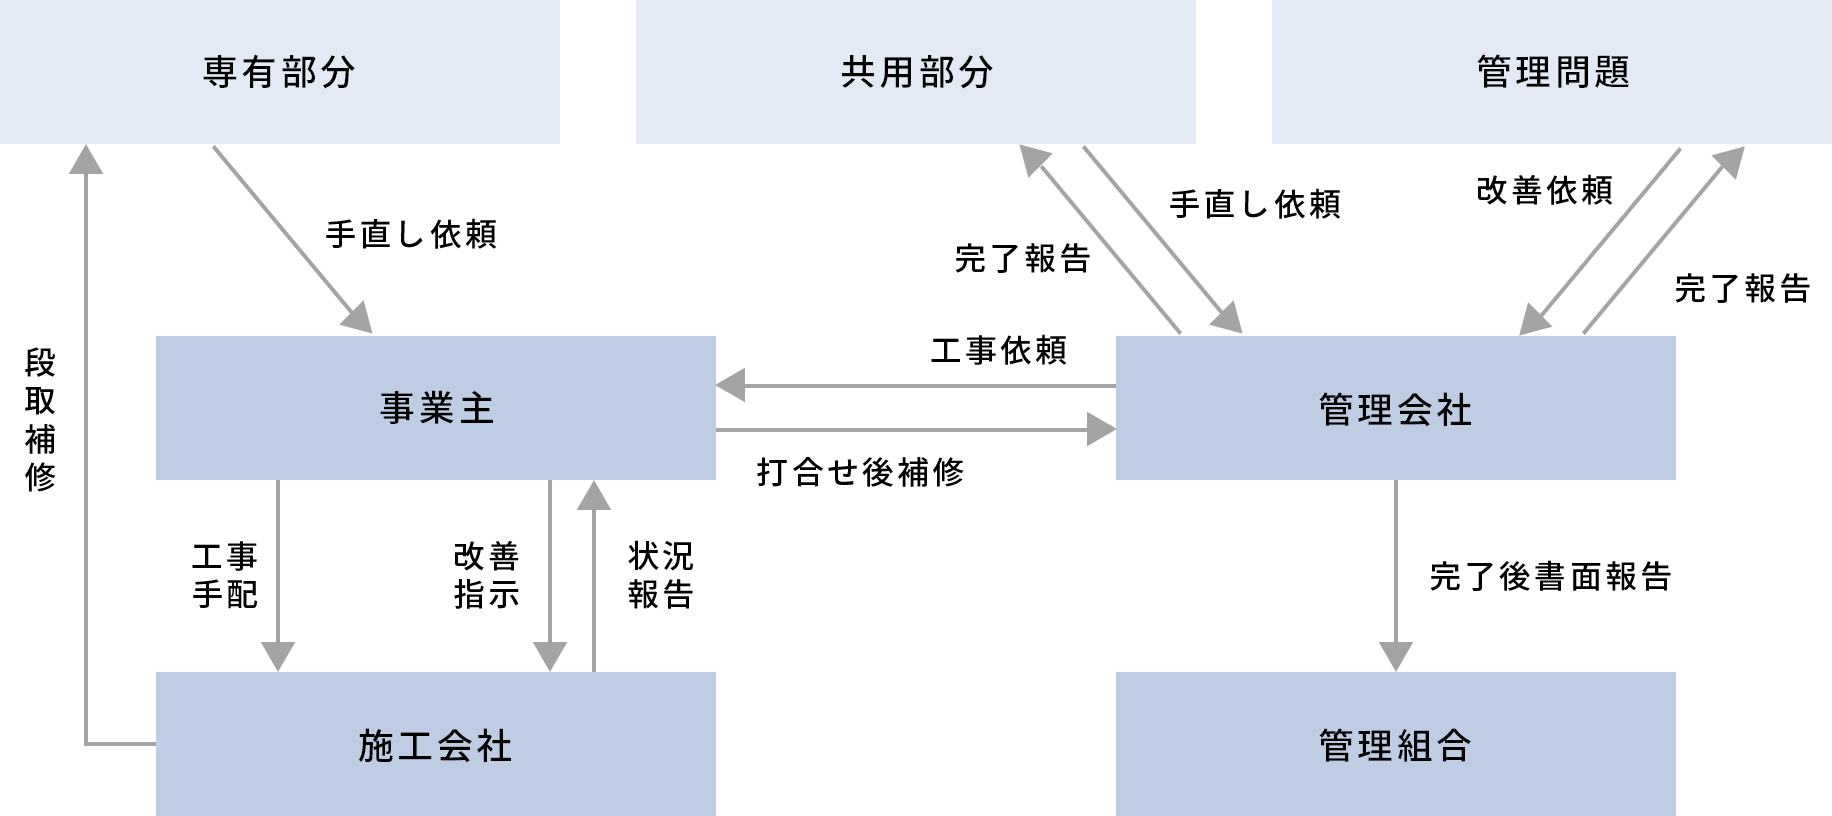 専有部分
共用部分
管理問題
手直し依頼
完了報告
手直し依頼
改善依頼
完了報告
段取補修
事業主
工事依頼
打合せ後補修
管理会社
工事
手配
改善
指示
状況
報告
完了後書面報告
施工会社
管理組合